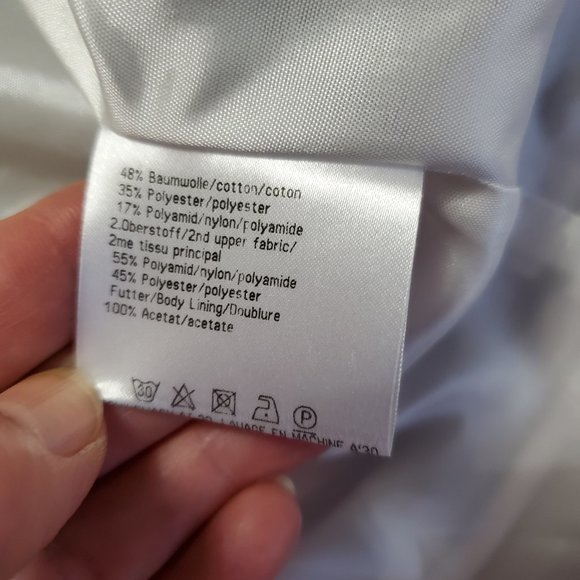 48% Baumwolle/cotton/coton
35% Polyester/polyester
17% Polyamid/nylon/polyamide
2.Oberstoff/2nd upper fabric/
2me tissu principal
55% Polyamid/nylon/polyamide
45% Polyester/polyester
Futter/Body Lining/Doublure
100% Acetat/acetate
30 P
LAVAGE EN MACHINE A'30